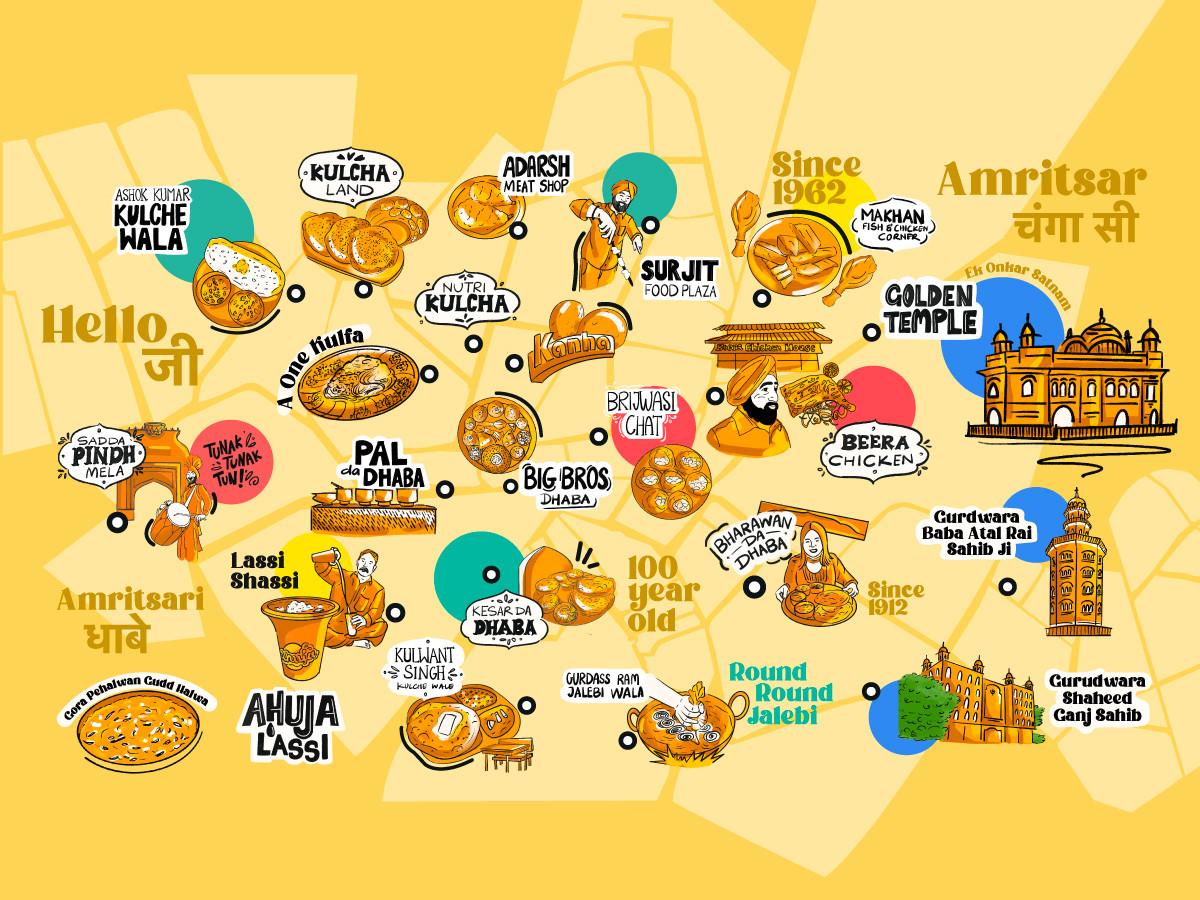 ASHOK KUMAR
KULCHE
WALA
KULCHA
LAND
ADARSH
MEAT SHOP
SURJIT
FOOD PLAZA
Since
1962
MAKHAN
FISH & CHICKEN
CORNER
Amritsar
चंगा सी
Hello
जी
NUTRI
KULCHA
A One Kulfa
Kanha
GOLDEN
TEMPLE
Ek Onkar Satnam
SADDA
PINDH
MELA
TUNAK
TUNAK
TUN!
PAL
da DHABA
BIG BROS
DHABA
BRIJWASI
CHAT
Beera Chicken House
BEERA
CHICKEN
BHARAWAN
DA
DHABA
Since
1912
Gurdwara
Baba Atal Rai
Sahib Ji
Amritsari
धाबे
Lassi
Shassi
AHUJA
LASSI
KESAR DA
DHABA
100
year
old
Gora Pehalwan Gudd Halwa
KULWANT
SINGH
KULCHE WALE
GURDASS RAM
JALEBI WALA
Round
Round
Jalebi
Gurudwara
Shaheed
Ganj Sahib